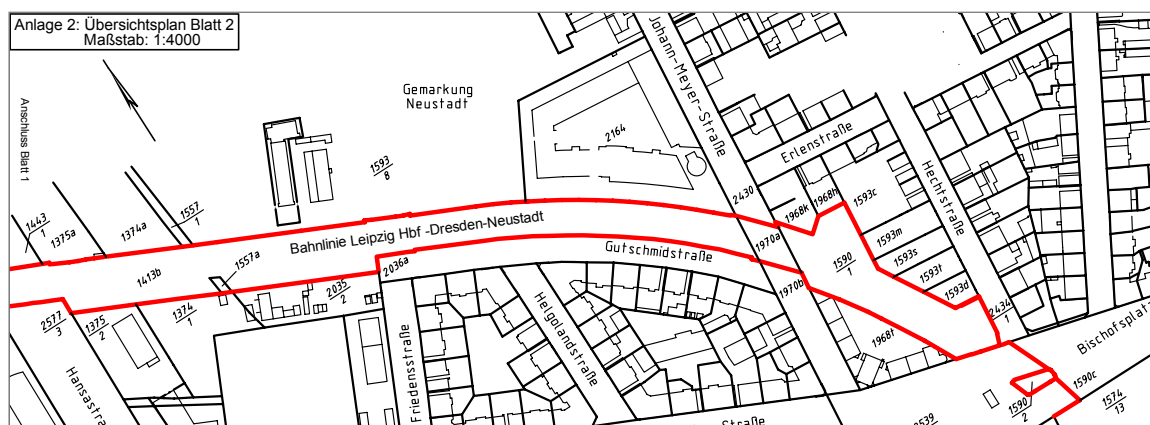 Anlage 2: Übersichtsplan Blatt 2
Maßstab: 1:4000
Anschluss Blatt 1
Gemarkung
Neustadt
1593
8
2164
Johann-Meyer-Straße
Erlenstraße
Hechtstraße
2430
1968k
1968h
1593c
1443
1
1375a
1374a
1557
1
1557a
1413b
Bahnlinie Leipzig Hbf -Dresden-Neustadt
Gutschmidstraße
1970a
1970b
1590
1
1593m
1593s
1593t
1593d
2434
1
2036a
2035
2
2577
3
1375
2
1374
1
Friedensstraße
Helgolandstraße
1968t
Bischofsplatz
1590c
1574
13
1590
2
2539
Straße